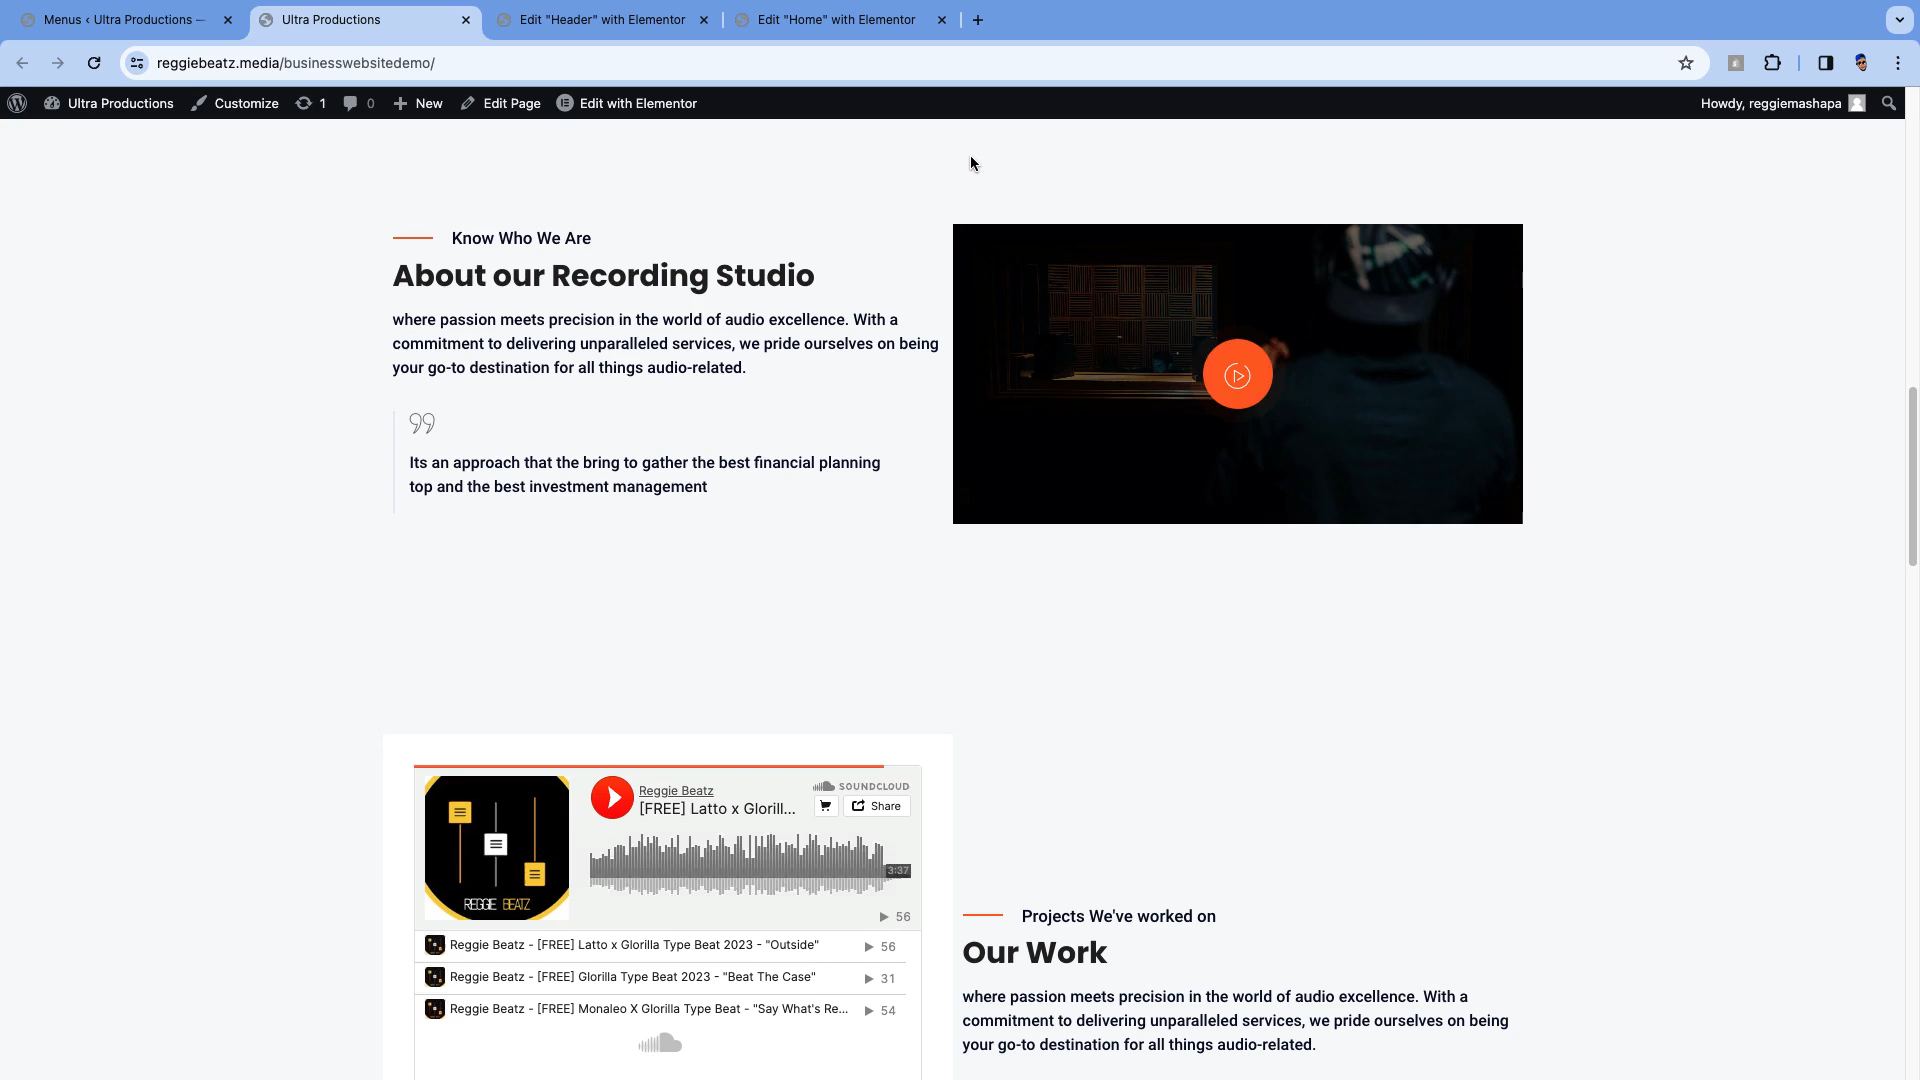 Menus ‹ Ultra Productions —
Ultra Productions
Edit "Header" with Elementor
Edit "Home" with Elementor
reggiebeatz.media/businesswebsitedemo/
Ultra Productions
Customize
1
0
New
Edit Page
Edit with Elementor
Howdy, reggiemashapa
Know Who We Are
About our Recording Studio
where passion meets precision in the world of audio excellence. With a
commitment to delivering unparalleled services, we pride ourselves on being
your go-to destination for all things audio-related.
Its an approach that the bring to gather the best financial planning
top and the best investment management
REGGIE BEATZ
Reggie Beatz
[FREE] Latto x Glorill...
SOUNDCLOUD
Share
3:37
56
Reggie Beatz - [FREE] Latto x Glorilla Type Beat 2023 - "Outside"
56
Reggie Beatz - [FREE] Glorilla Type Beat 2023 - "Beat The Case"
31
Reggie Beatz - [FREE] Monaleo X Glorilla Type Beat - "Say What's Re...
54
Projects We've worked on
Our Work
where passion meets precision in the world of audio excellence. With a
commitment to delivering unparalleled services, we pride ourselves on being
your go-to destination for all things audio-related.